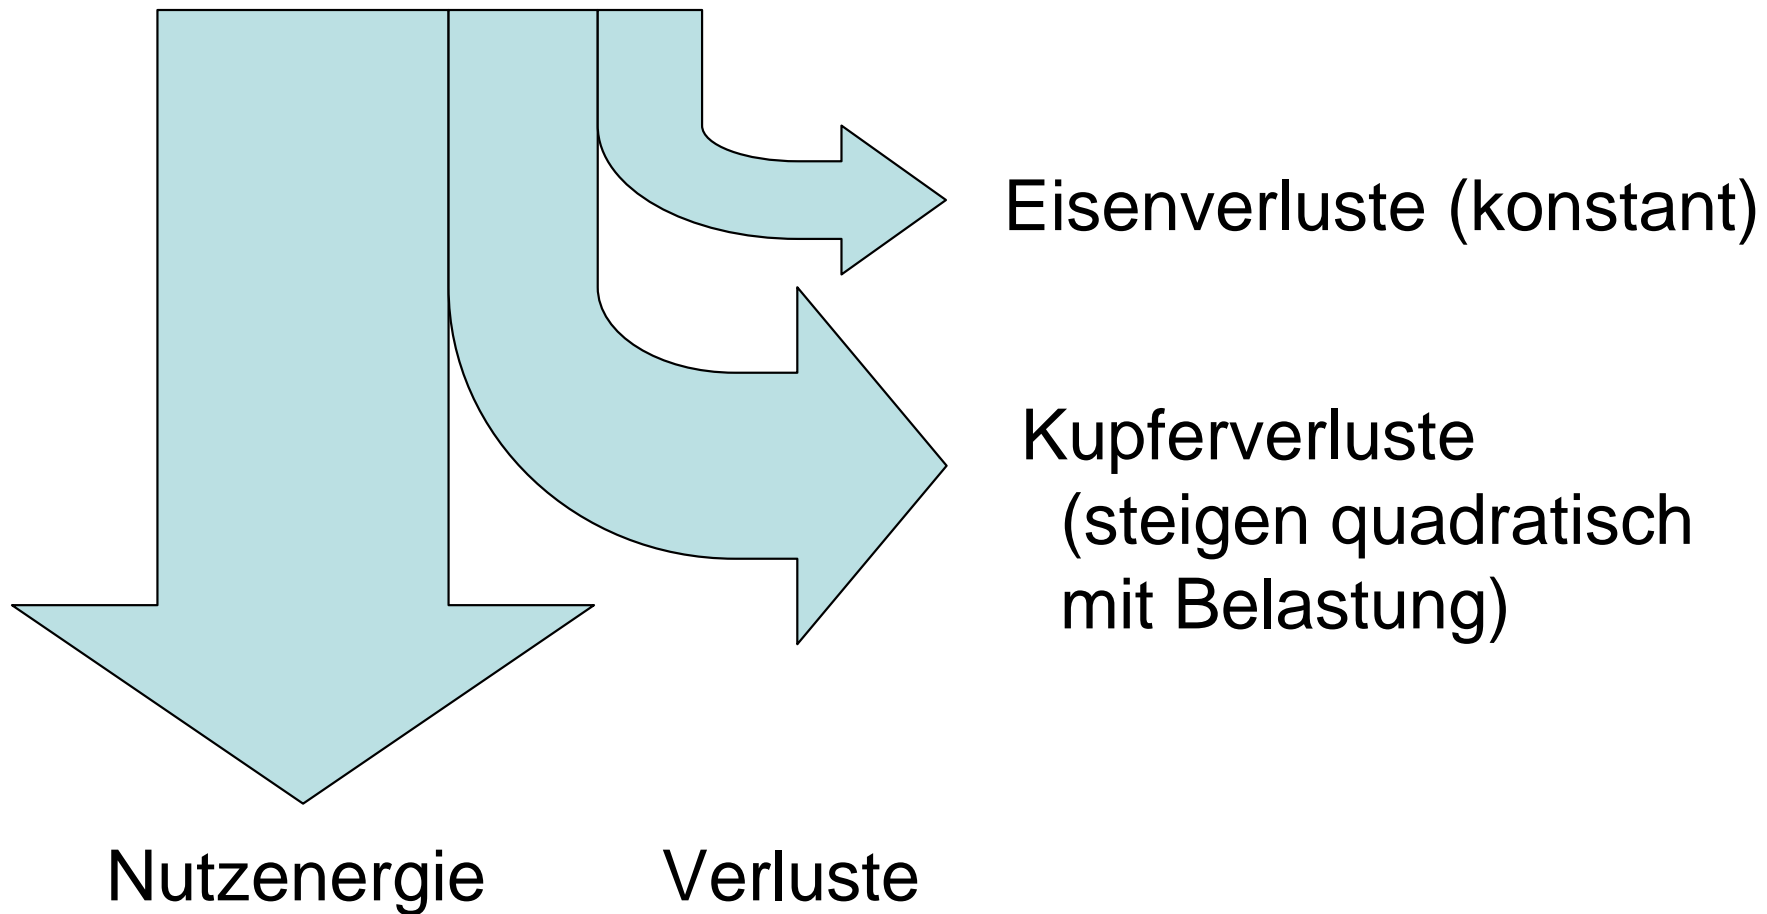 Eisenverluste (konstant)
Kupferverluste
(steigen quadratisch
mit Belastung)
Nutzenergie
Verluste